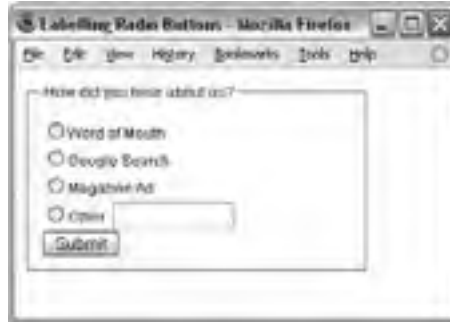 Labelling Radio Buttons - Mozilla Firefox
File Edit View History Bookmarks Tools Help
How did you hear about us?
Word of Mouth
Google Search
Magazine Ad
Other
Submit